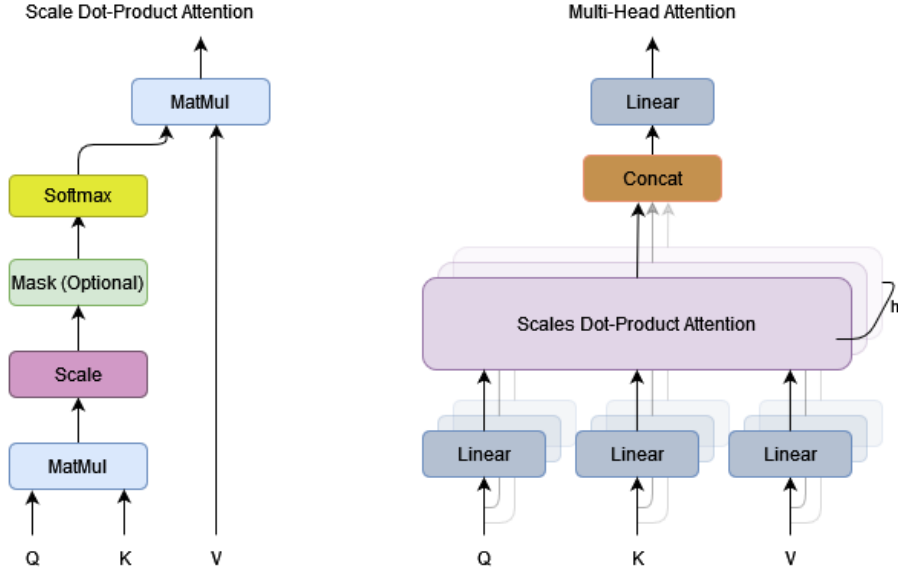 Scale Dot-Product Attention
MatMul
Softmax
Mask (Optional)
Scale
MatMul
Q
K
V
Multi-Head Attention
Linear
Concat
Scales Dot-Product Attention
h
Linear
Linear
Linear
Q
K
V